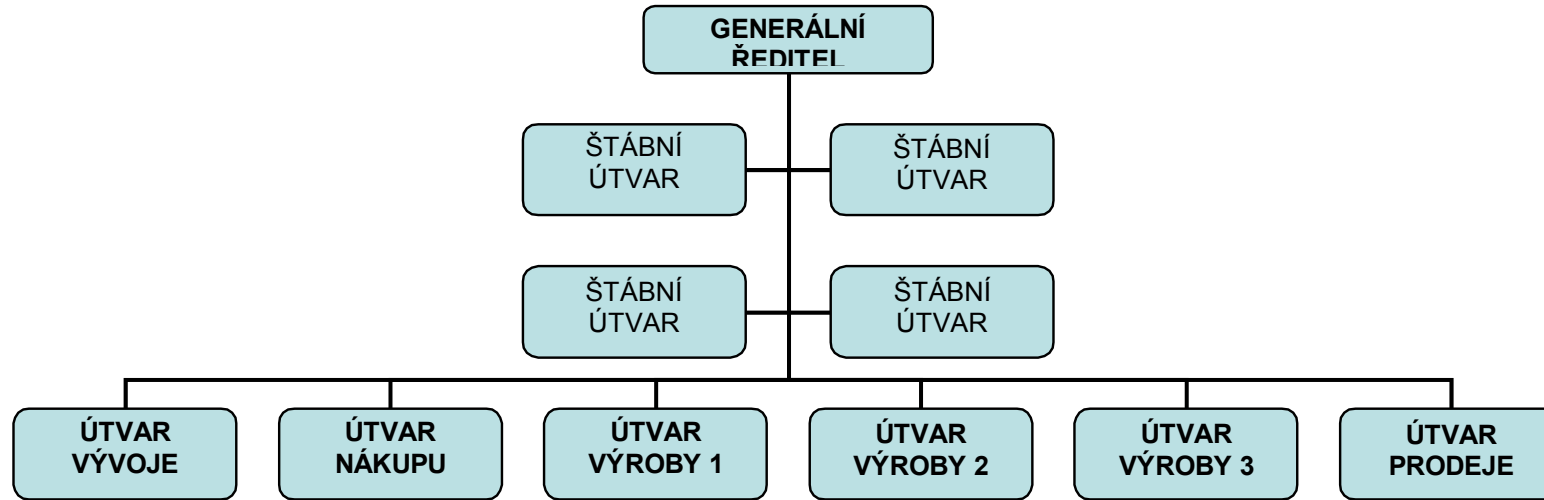 GENERÁLNÍ
ŘEDITEL
ŠTÁBNÍ
ÚTVAR
ŠTÁBNÍ
ÚTVAR
ŠTÁBNÍ
ÚTVAR
ŠTÁBNÍ
ÚTVAR
ÚTVAR
VÝVOJE
ÚTVAR
NÁKUPU
ÚTVAR
VÝROBY 1
ÚTVAR
VÝROBY 2
ÚTVAR
VÝROBY 3
ÚTVAR
PRODEJE